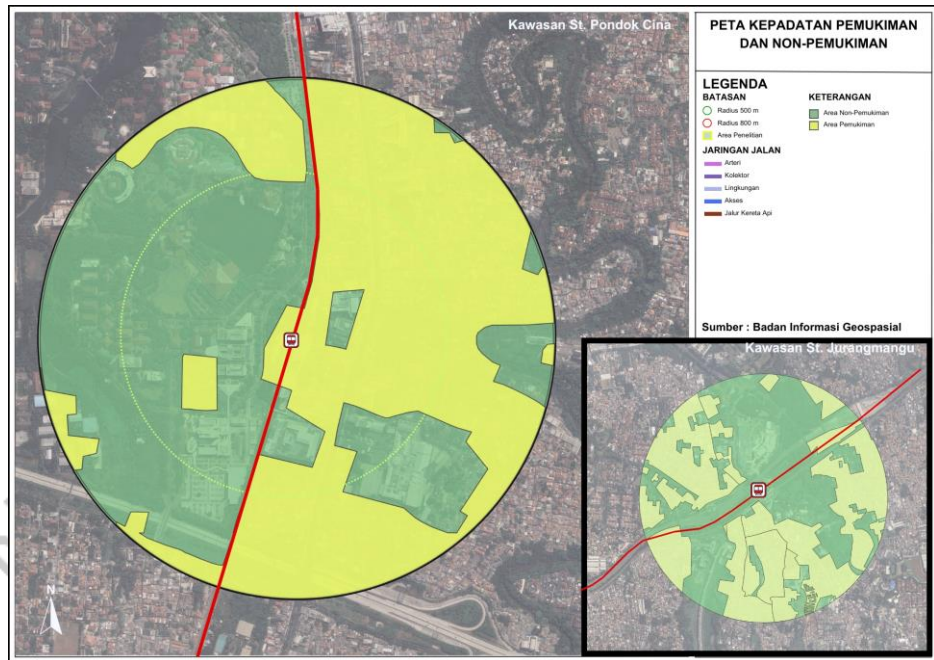 Kawasan St. Pondok Cina
PETA KEPADATAN PEMUKIMAN
DAN NON-PEMUKIMAN
LEGENDA
BATASAN
Radius 500 m
Radius 800 m
Area Penelitian
KETERANGAN
Area Non-Pemukiman
Area Pemukiman
JARINGAN JALAN
Arteri
Kolektor
Lingkungan
Akses
Jalur Kereta Api
Sumber : Badan Informasi Geospasial
Kawasan St. Jurangmangu
N